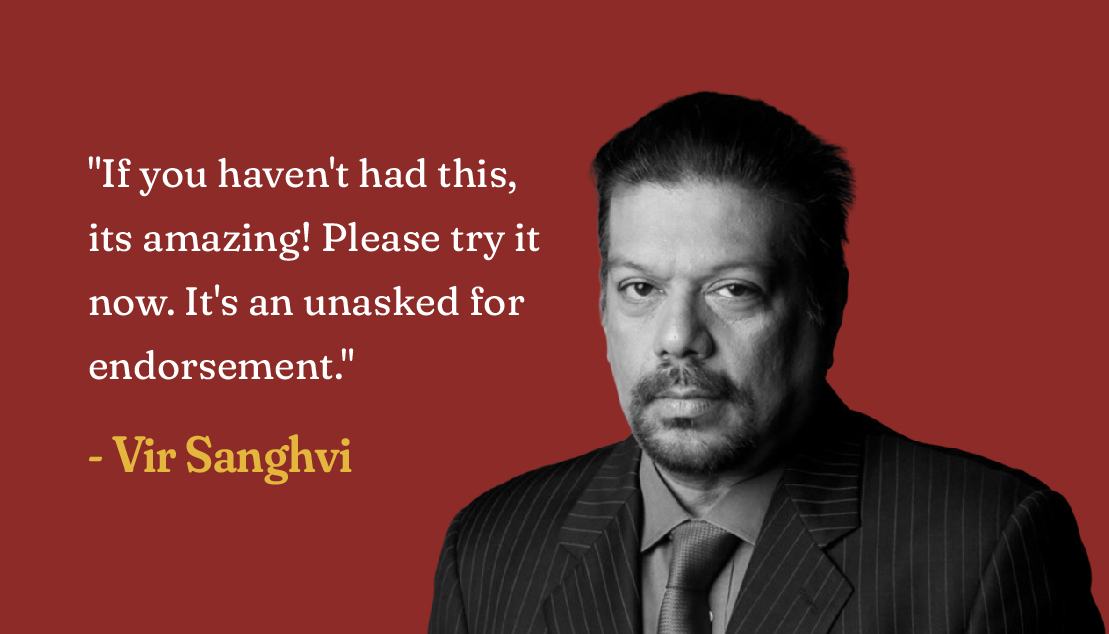 "If you haven't had this,
its amazing! Please try it
now. It's an unasked for
endorsement."
- Vir Sanghvi